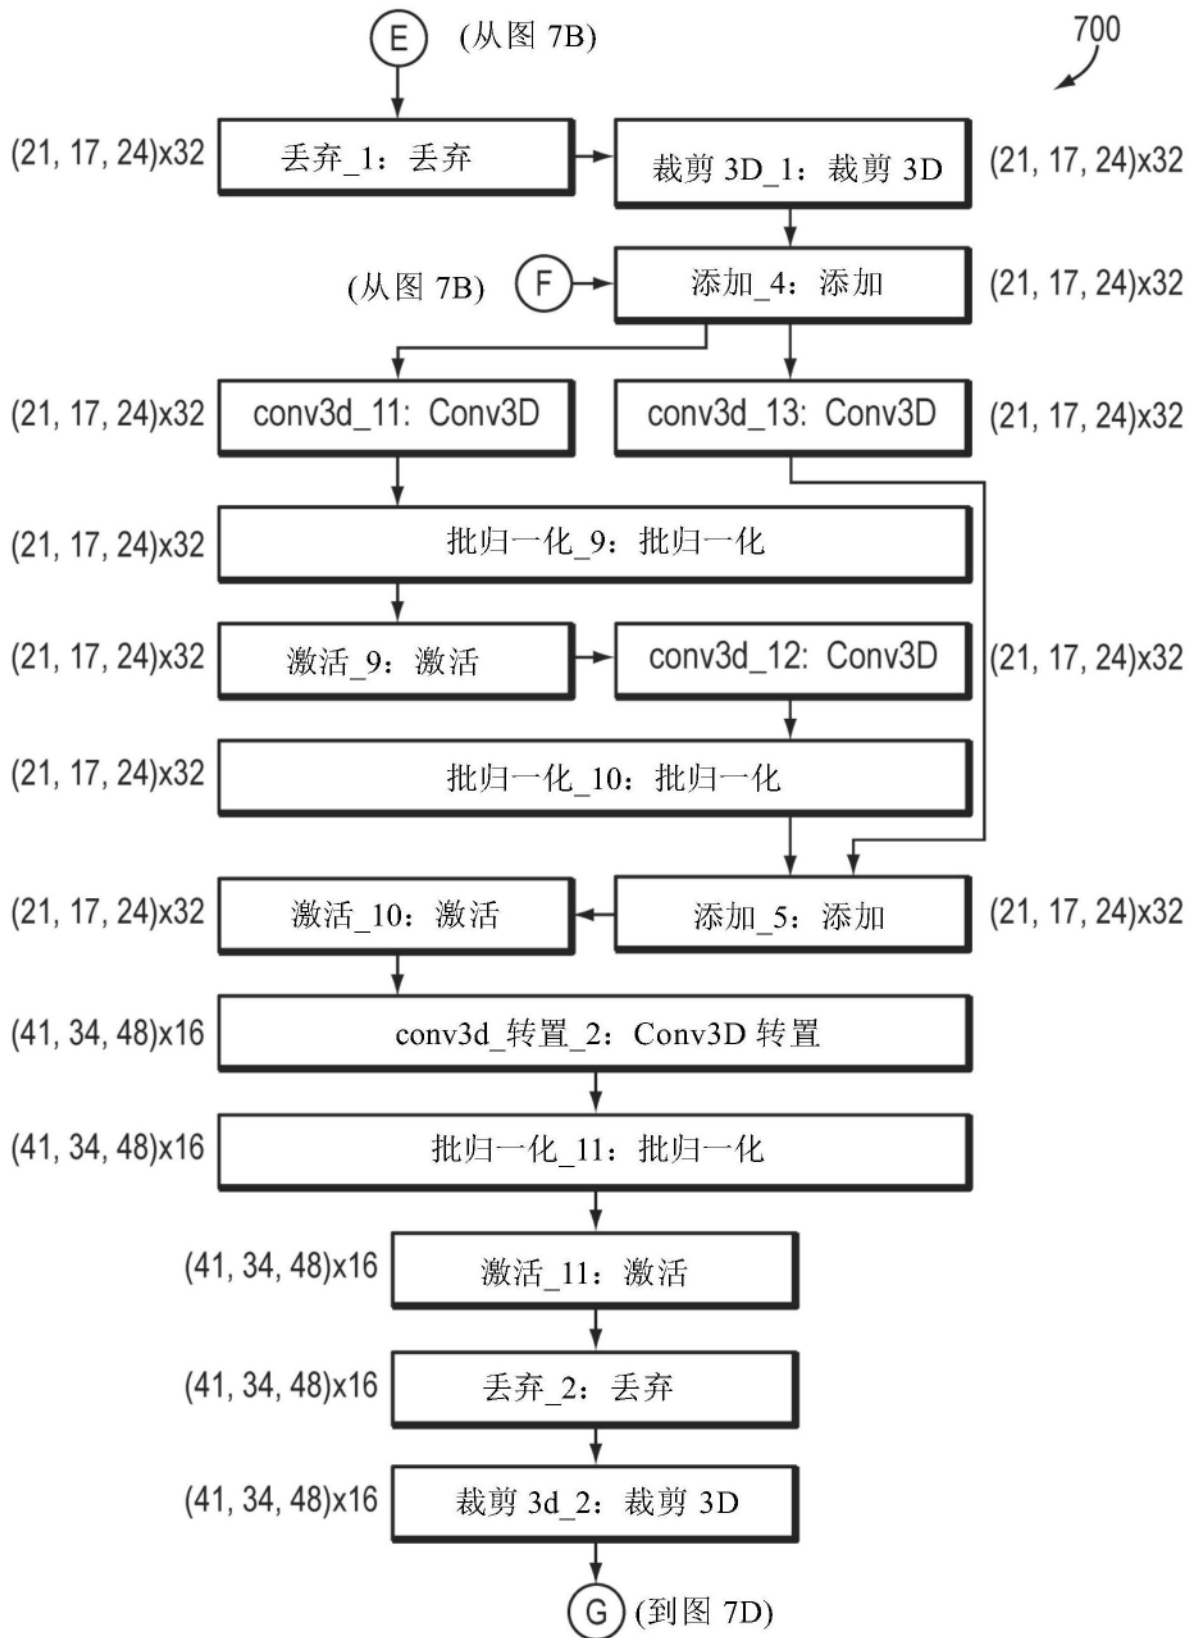 E (从图 7B)
700
(21, 17, 24)x32 丢弃_1：丢弃 裁剪 3D_1：裁剪 3D (21, 17, 24)x32
(从图 7B) F 添加_4：添加 (21, 17, 24)x32
(21, 17, 24)x32 conv3d_11: Conv3D conv3d_13: Conv3D (21, 17, 24)x32
(21, 17, 24)x32 批归一化_9：批归一化
(21, 17, 24)x32 激活_9：激活 conv3d_12: Conv3D (21, 17, 24)x32
(21, 17, 24)x32 批归一化_10：批归一化
(21, 17, 24)x32 激活_10：激活 添加_5：添加 (21, 17, 24)x32
(41, 34, 48)x16 conv3d_转置_2：Conv3D 转置
(41, 34, 48)x16 批归一化_11：批归一化
(41, 34, 48)x16 激活_11：激活
(41, 34, 48)x16 丢弃_2：丢弃
(41, 34, 48)x16 裁剪 3d_2：裁剪 3D
G (到图 7D)